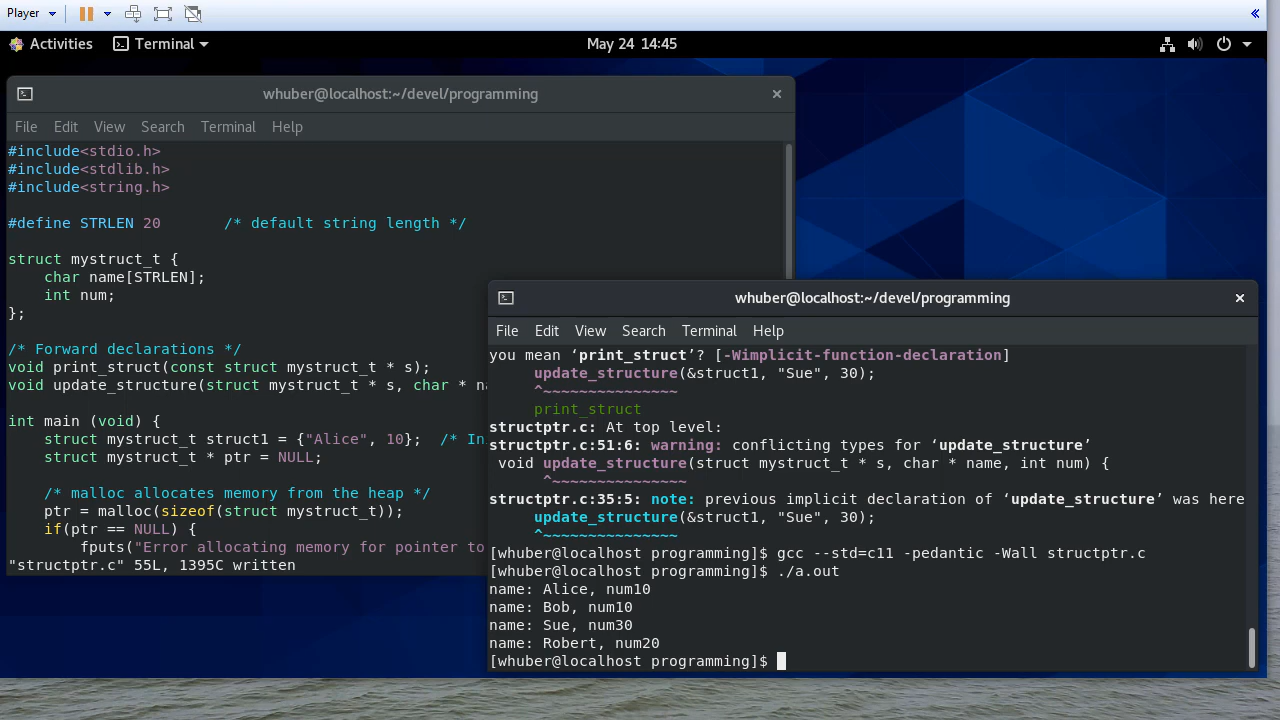 Player
Activities Terminal May 24 14:45
whuber@localhost:~/devel/programming
File Edit View Search Terminal Help
#include<stdio.h>
#include<stdlib.h>
#include<string.h>
#define STRLEN 20 /* default string length */
struct mystruct_t {
char name[STRLEN];
int num;
};
/* Forward declarations */
void print_struct(const struct mystruct_t * s);
void update_structure(struct mystruct_t * s, char * na
int main (void) {
struct mystruct_t struct1 = {"Alice", 10}; /* In
struct mystruct_t * ptr = NULL;
/* malloc allocates memory from the heap */
ptr = malloc(sizeof(struct mystruct_t));
if(ptr == NULL) {
fputs("Error allocating memory for pointer to
"structptr.c" 55L, 1395C written
whuber@localhost:~/devel/programming
File Edit View Search Terminal Help
you mean ‘print_struct’? [-Wimplicit-function-declaration]
update_structure(&struct1, "Sue", 30);
^~~~~~~~~~~~~~~~
print_struct
structptr.c: At top level:
structptr.c:51:6: warning: conflicting types for ‘update_structure’
void update_structure(struct mystruct_t * s, char * name, int num) {
^~~~~~~~~~~~~~~~
structptr.c:35:5: note: previous implicit declaration of ‘update_structure’ was here
update_structure(&struct1, "Sue", 30);
^~~~~~~~~~~~~~~~
[whuber@localhost programming]$ gcc --std=c11 -pedantic -Wall structptr.c
[whuber@localhost programming]$ ./a.out
name: Alice, num10
name: Bob, num10
name: Sue, num30
name: Robert, num20
[whuber@localhost programming]$